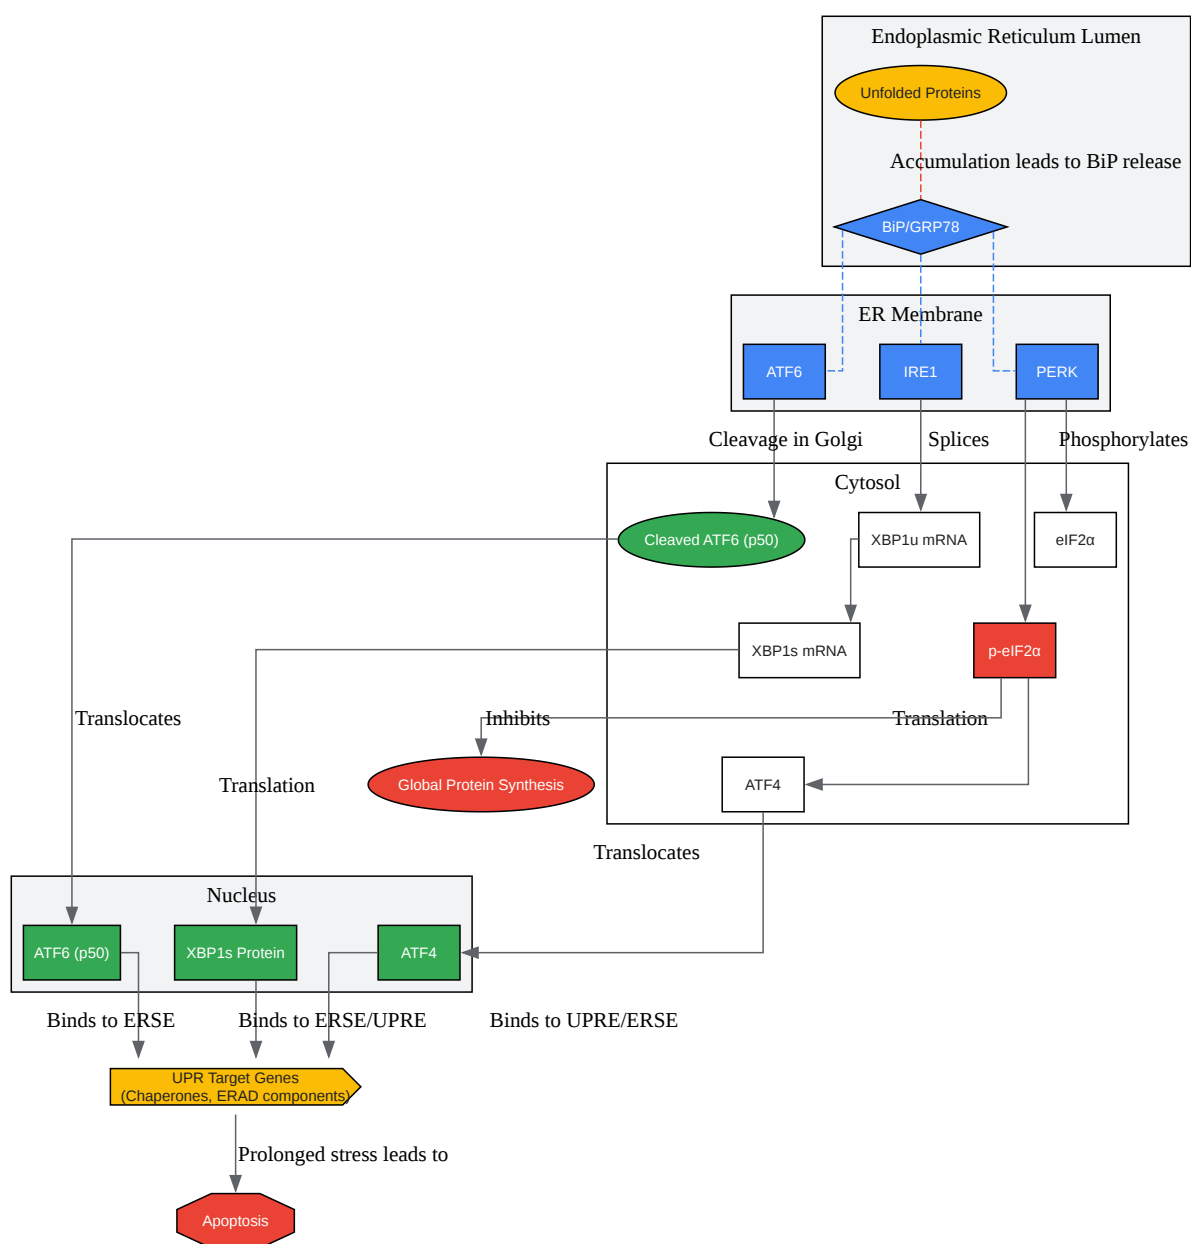 Endoplasmic Reticulum Lumen
Unfolded Proteins
Accumulation leads to BiP release
BiP/GRP78
ER Membrane
ATF6
IRE1
PERK
Cleavage in Golgi
Splices
Phosphorylates
Cytosol
Cleaved ATF6 (p50)
XBP1u mRNA
eIF2α
XBP1s mRNA
p-eIF2α
Translocates
Inhibits
Translation
Translation
Global Protein Synthesis
ATF4
Translocates
Nucleus
ATF6 (p50)
XBP1s Protein
ATF4
Binds to ERSE
Binds to ERSE/UPRE
Binds to UPRE/ERSE
UPR Target Genes
(Chaperones, ERAD components)
Prolonged stress leads to
Apoptosis